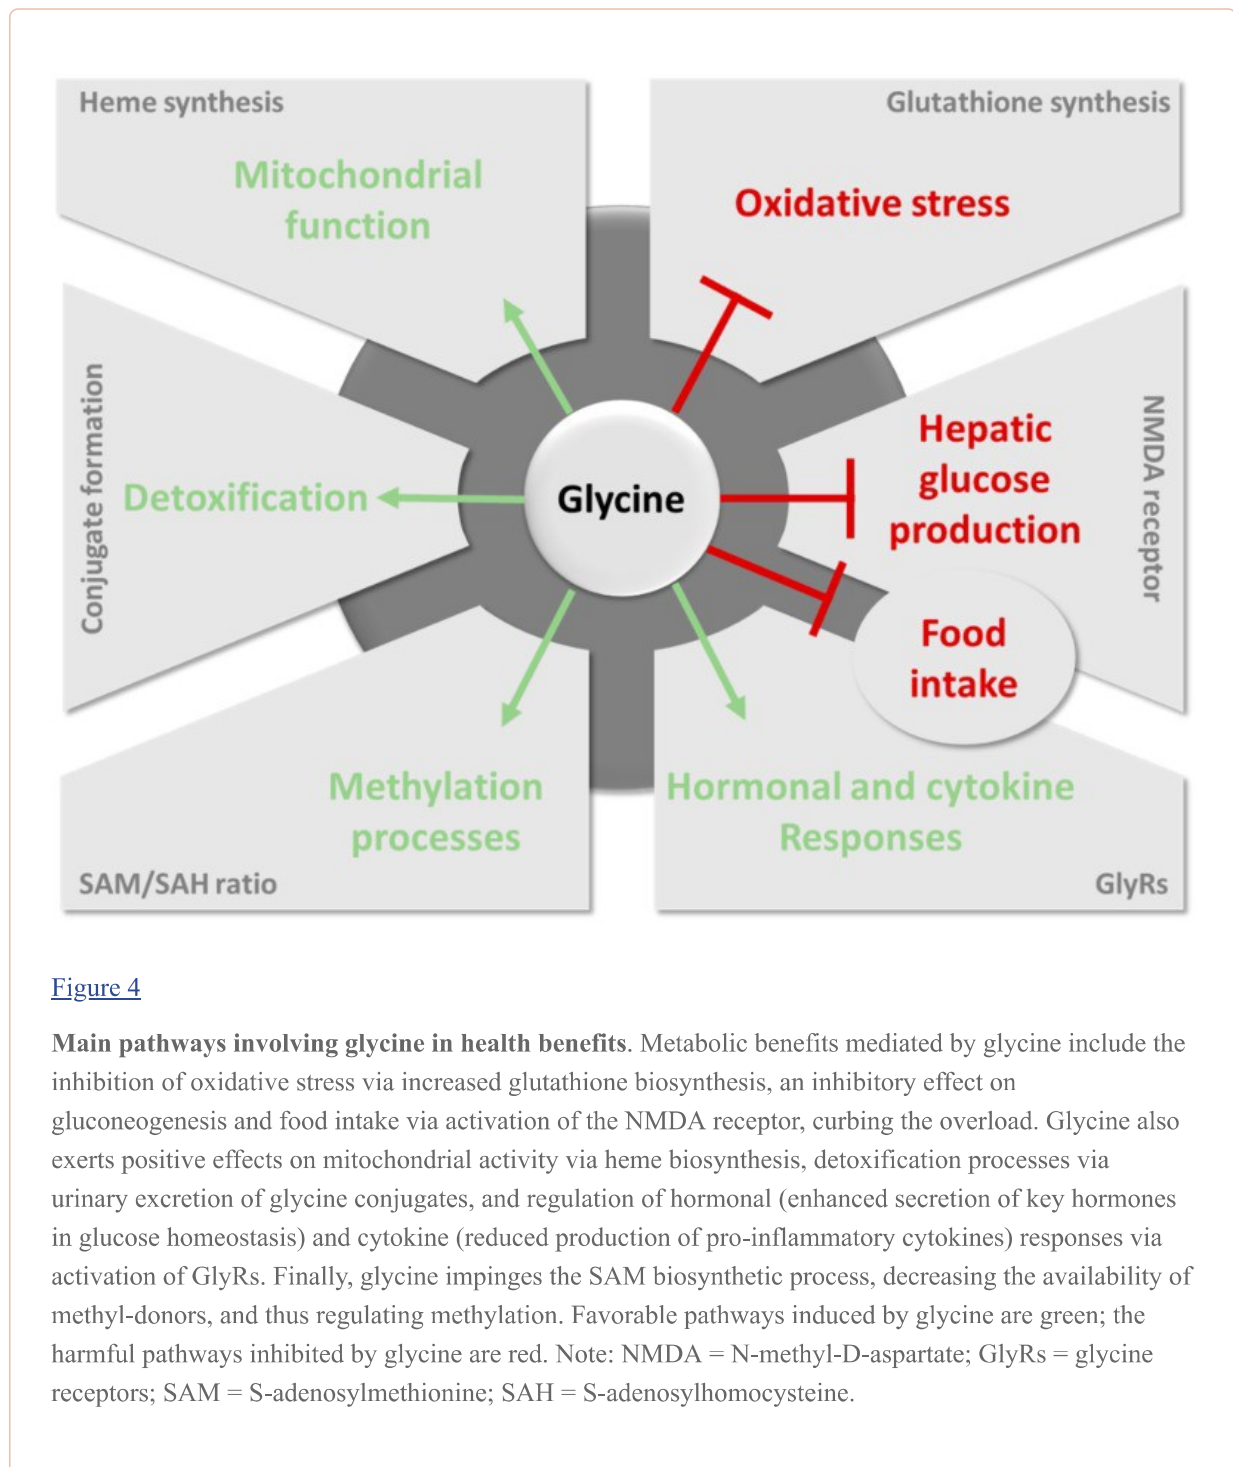 Heme synthesis
Mitochondrial
function
Glutathione synthesis
Oxidative stress
Conjugate formation
Detoxification
Glycine
Hepatic
glucose
production
NMDA receptor
Food
intake
Methylation
processes
SAM/SAH ratio
Hormonal and cytokine
Responses
GlyRs
Figure 4
Main pathways involving glycine in health benefits. Metabolic benefits mediated by glycine include the
inhibition of oxidative stress via increased glutathione biosynthesis, an inhibitory effect on
gluconeogenesis and food intake via activation of the NMDA receptor, curbing the overload. Glycine also
exerts positive effects on mitochondrial activity via heme biosynthesis, detoxification processes via
urinary excretion of glycine conjugates, and regulation of hormonal (enhanced secretion of key hormones
in glucose homeostasis) and cytokine (reduced production of pro-inflammatory cytokines) responses via
activation of GlyRs. Finally, glycine impinges the SAM biosynthetic process, decreasing the availability of
methyl-donors, and thus regulating methylation. Favorable pathways induced by glycine are green; the
harmful pathways inhibited by glycine are red. Note: NMDA = N-methyl-D-aspartate; GlyRs = glycine
receptors; SAM = S-adenosylmethionine; SAH = S-adenosylhomocysteine.